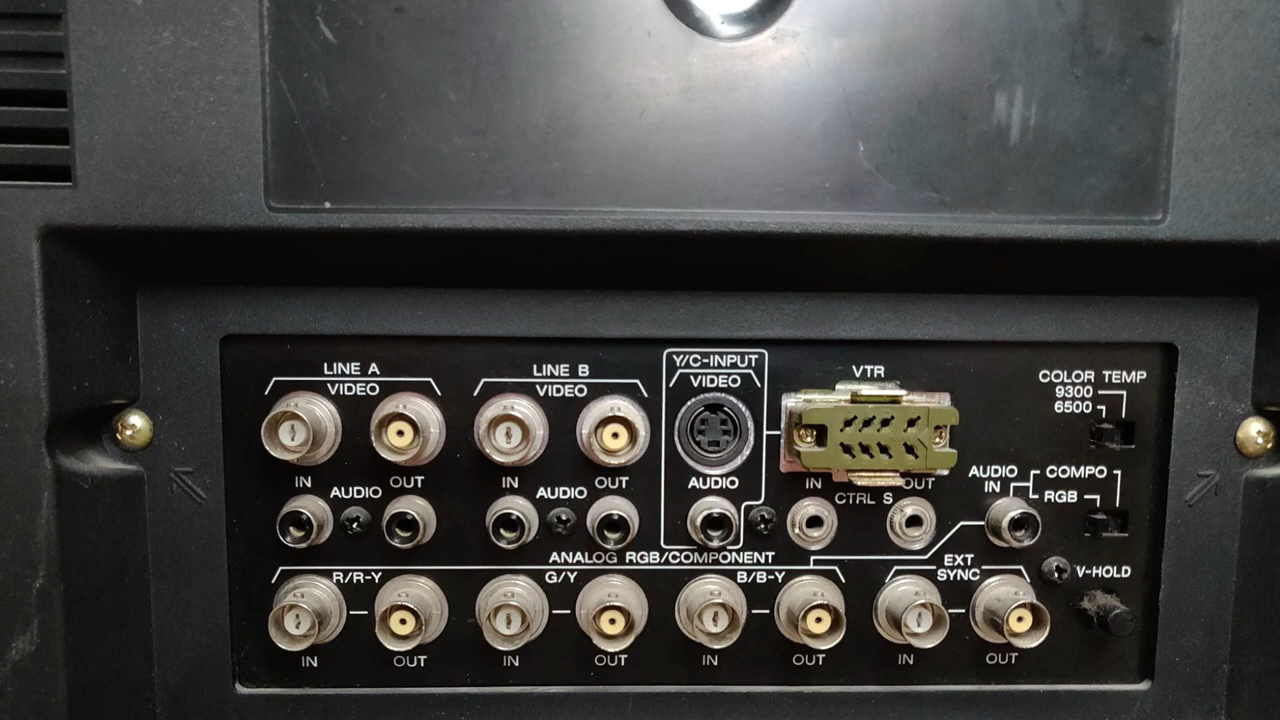 LINE A
VIDEO
LINE B
VIDEO
Y/C-INPUT
VIDEO
VTR
COLOR TEMP
9300
6500
IN
AUDIO
OUT
IN
AUDIO
OUT
AUDIO
IN
CTRL S
OUT
AUDIO
IN
COMPO
RGB
ANALOG RGB/COMPONENT
R/R-Y
G/Y
B/B-Y
EXT
SYNC
V-HOLD
IN
OUT
IN
OUT
IN
OUT
IN
OUT